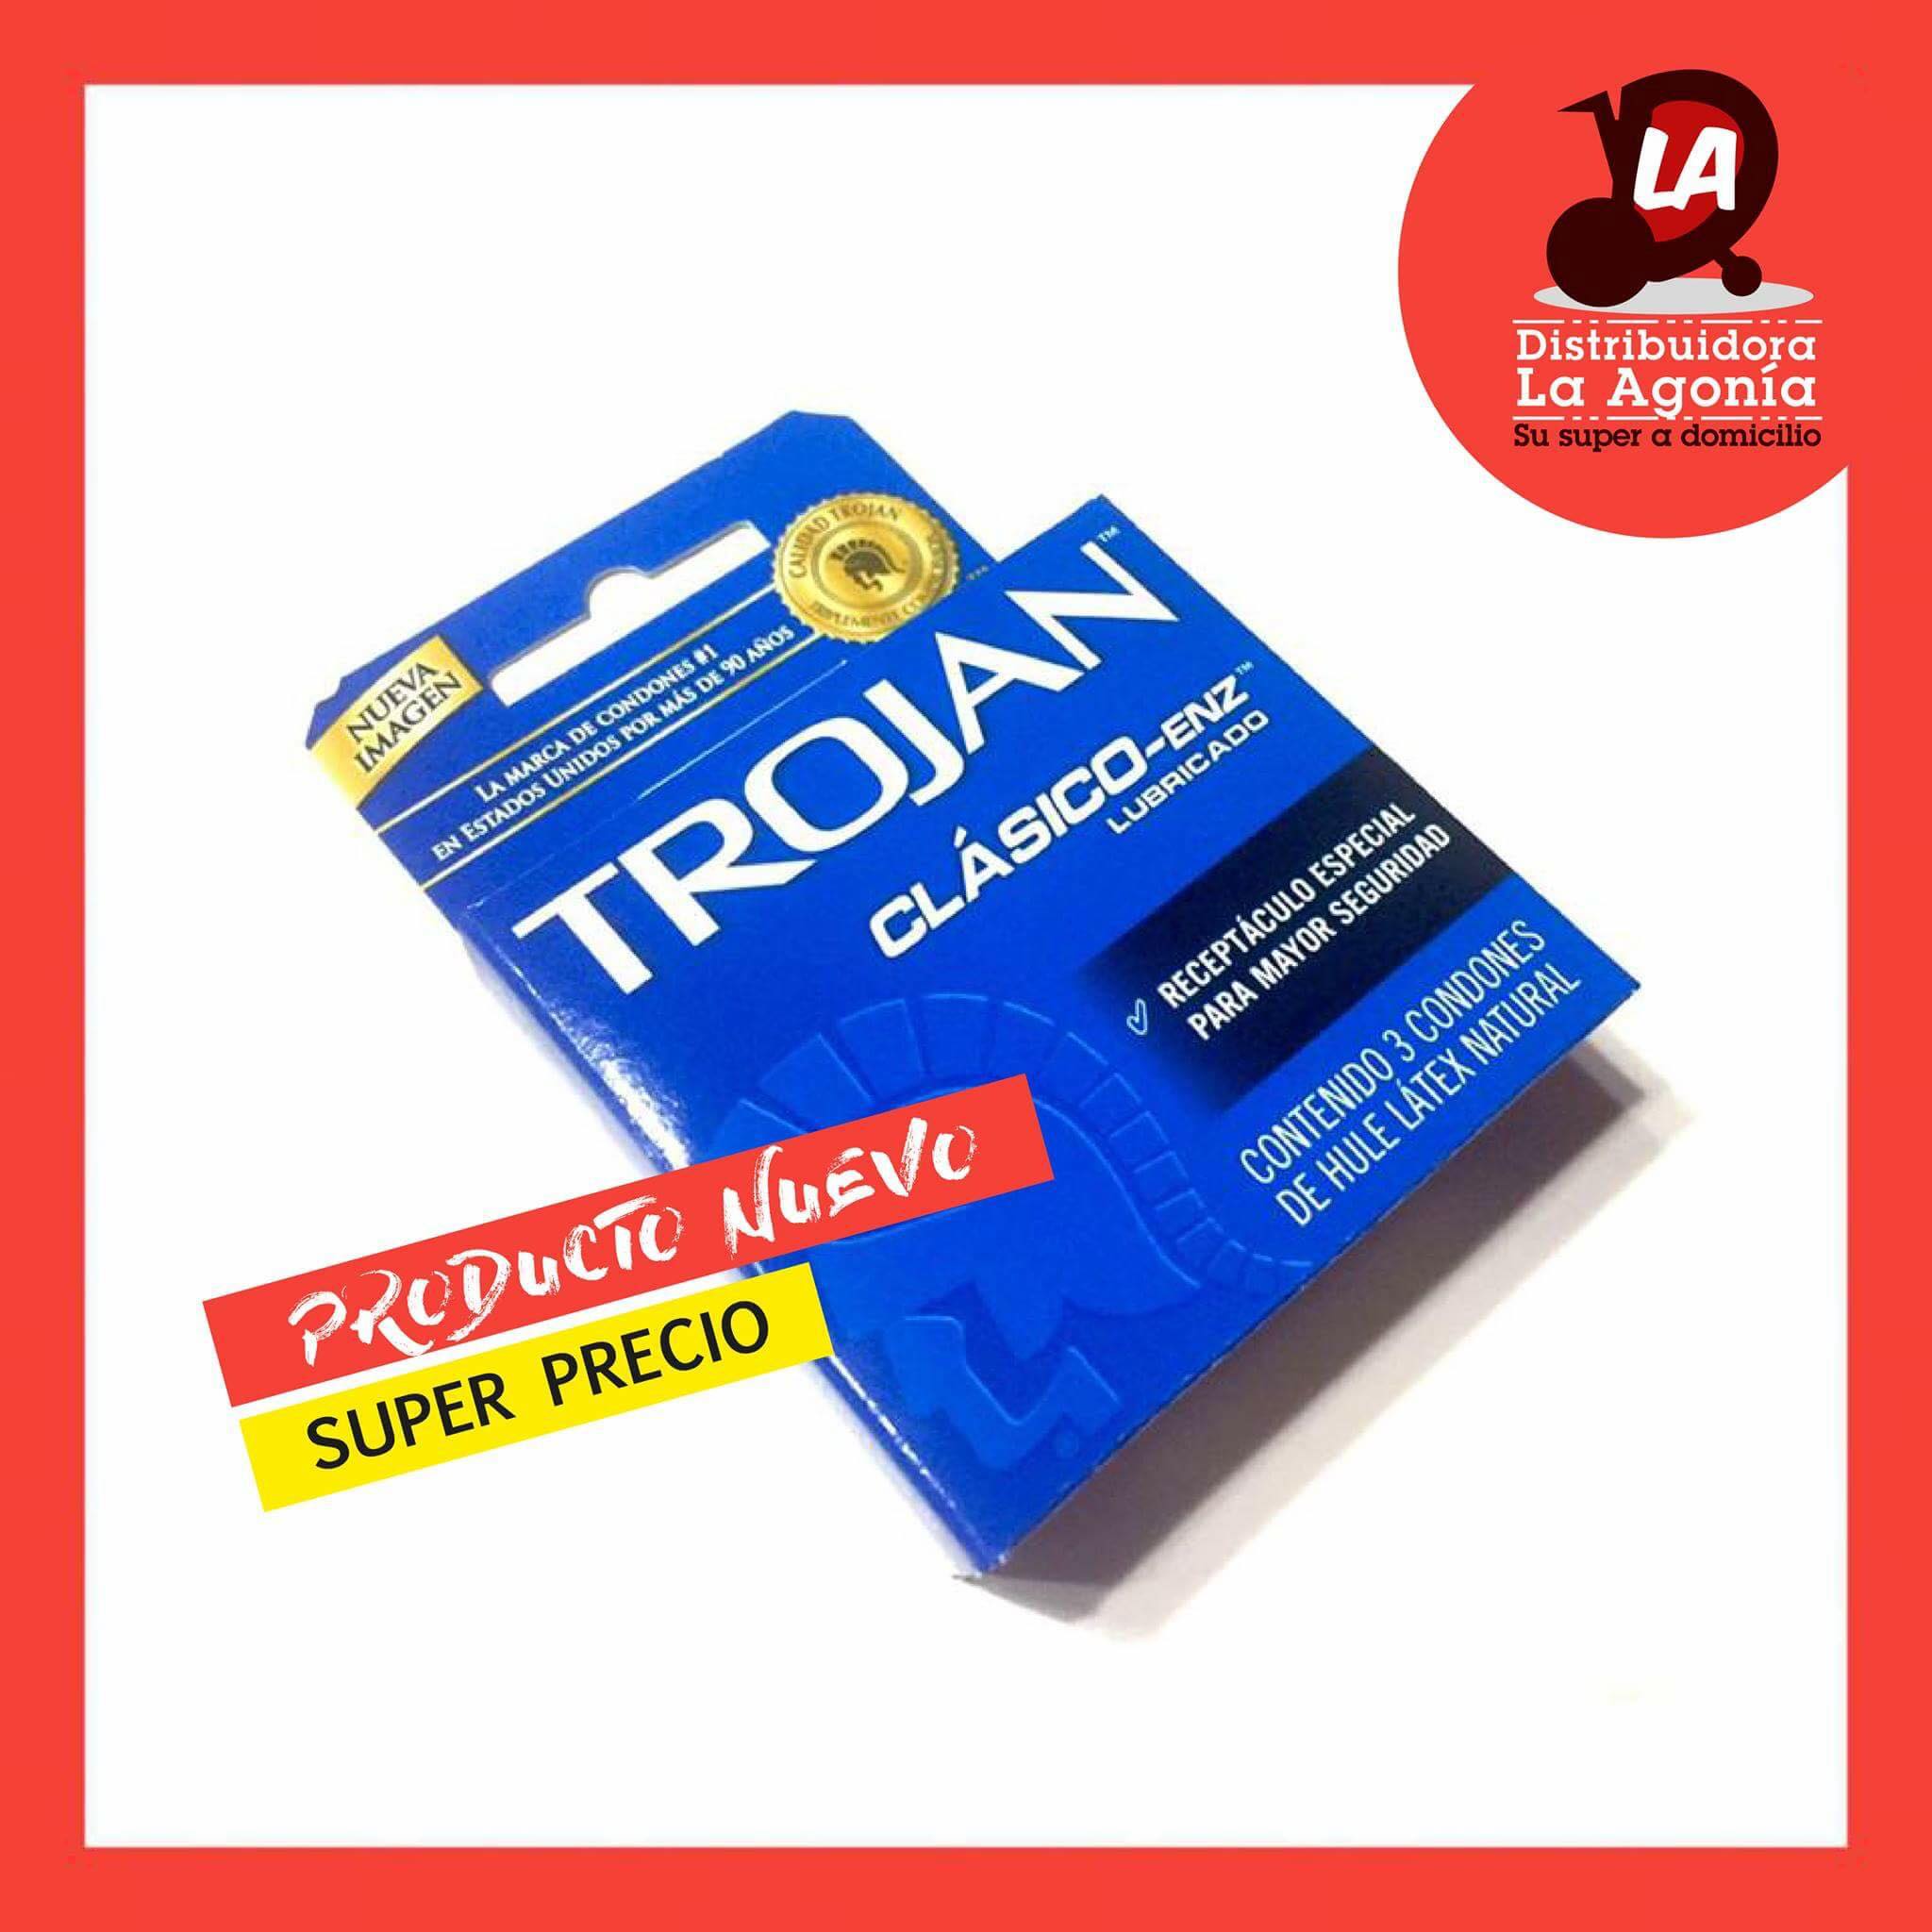 LA
Distribuidora
La Agonía
Su super a domicilio
CALIDAD TROJAN
NUEVA
IMAGEN
LA MARCA DE CONDONES #1
EN ESTADOS UNIDOS POR MÁS DE 90 AÑOS
TROJAN™
CLÁSICO-ENZ™
LUBRICADO
RECEPTÁCULO ESPECIAL
PARA MAYOR SEGURIDAD
CONTENIDO 3 CONDONES
DE HULE LÁTEX NATURAL
PRODUCTO NUEVO
SUPER PRECIO